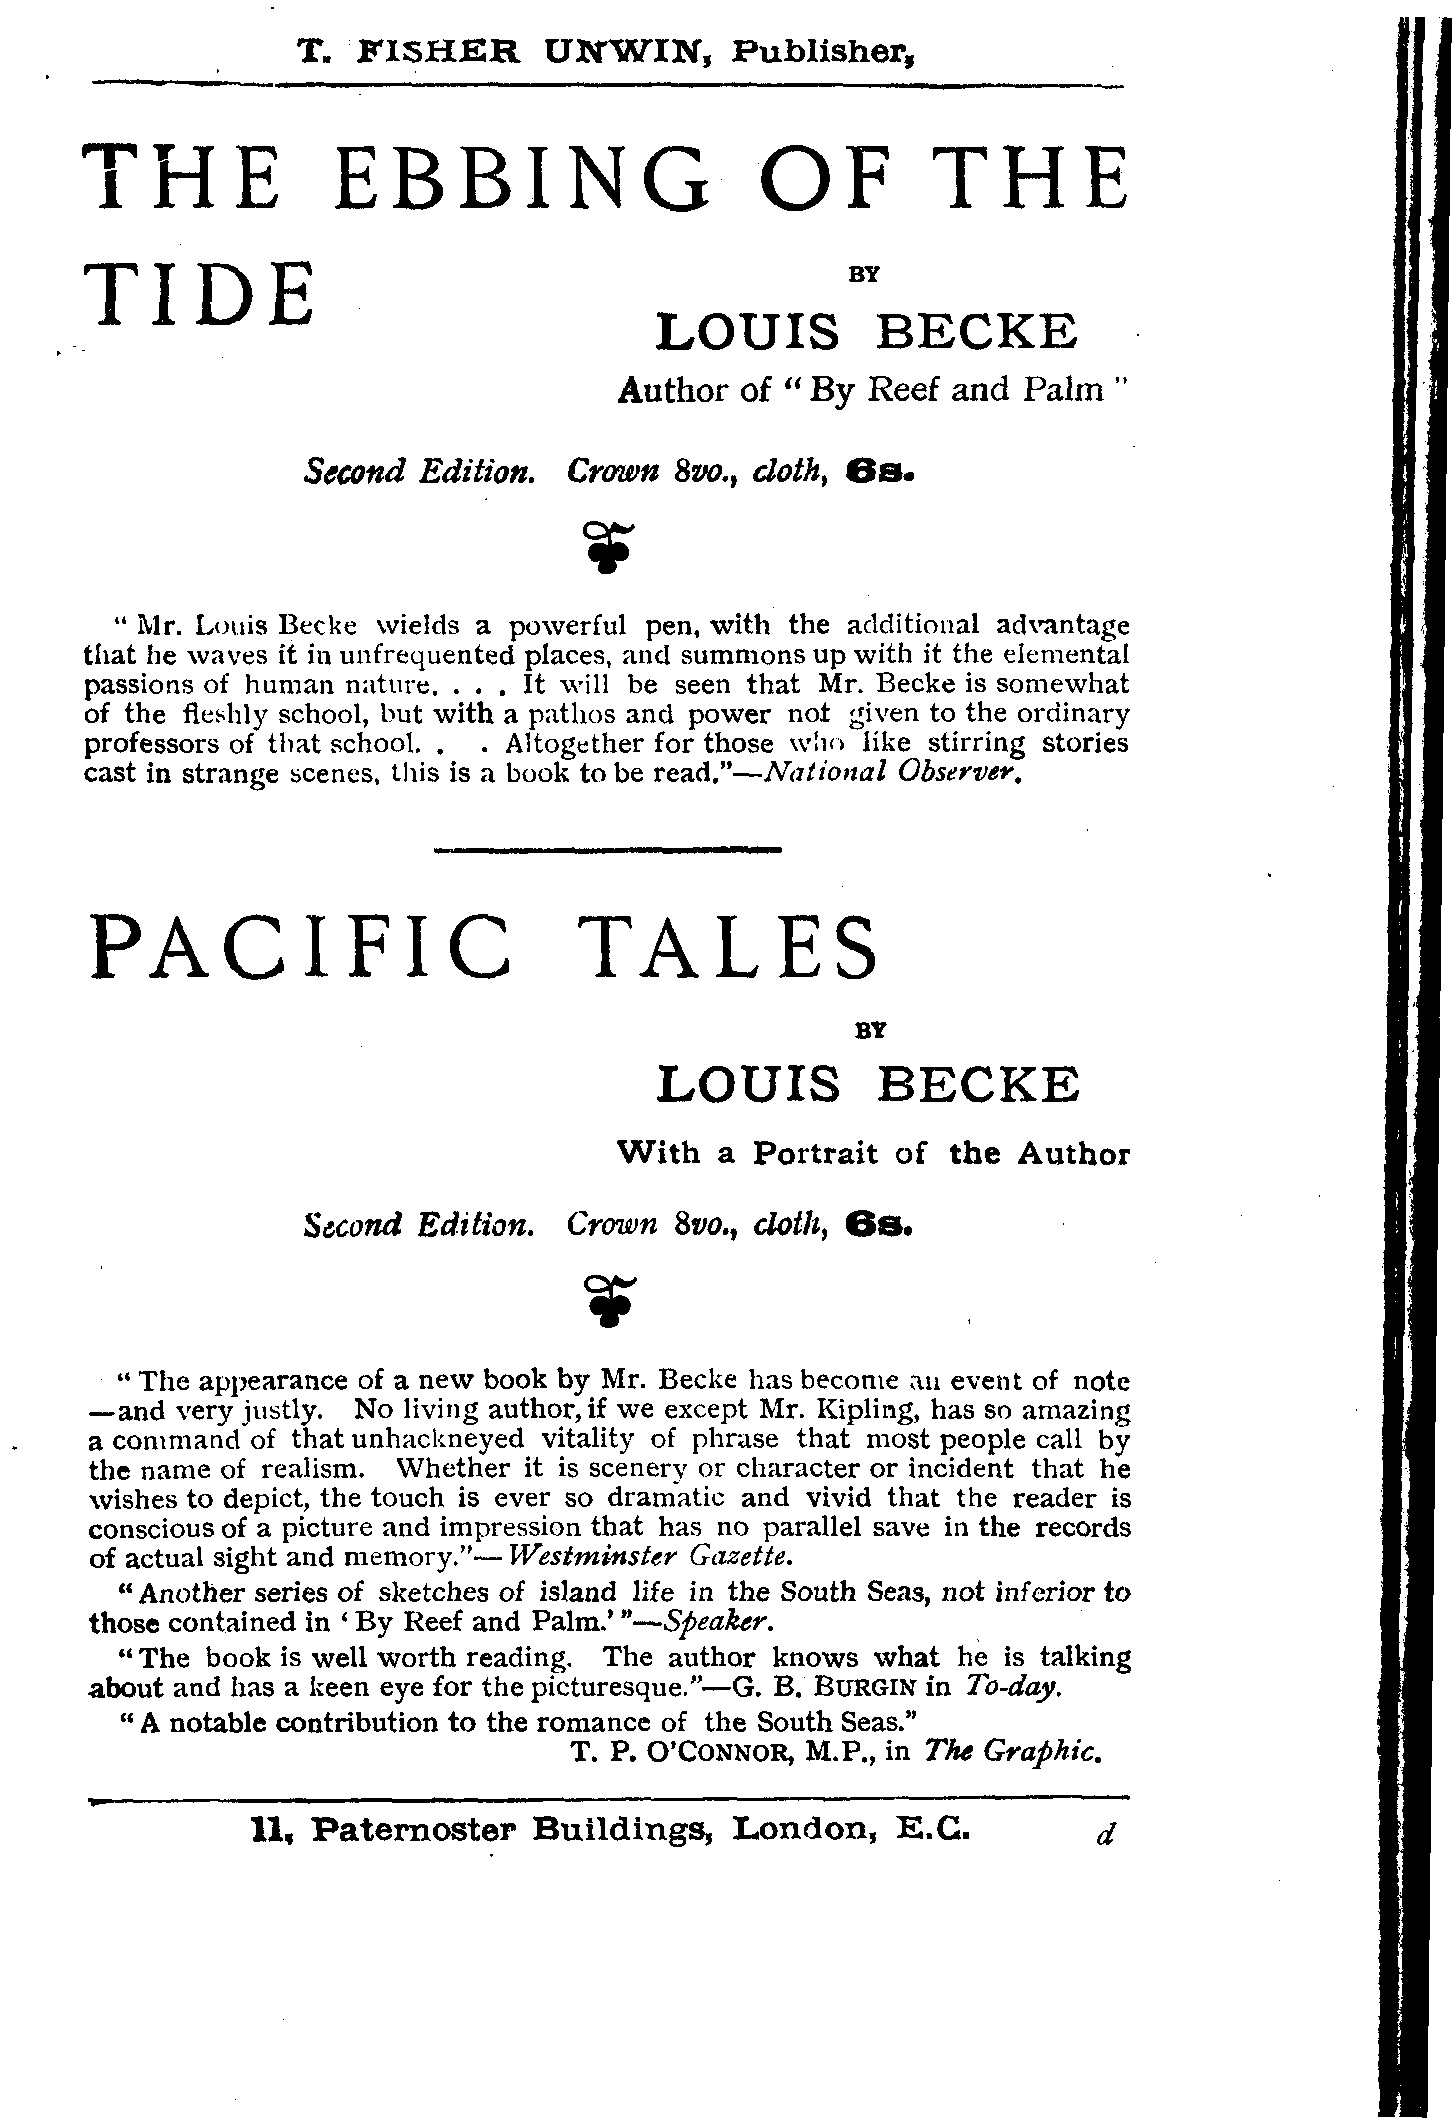 T. FISHER UNWIN, Publisher,
THE EBBING OF THE
TIDE
BY
LOUIS BECKE
Author of “ By Reef and Palm ”
Second Edition. Crown 8vo., cloth, 6s.
“ Mr. Louis Becke wields a powerful pen, with the additional advantage
that he waves it in unfrequented places, and summons up with it the elemental
passions of human nature. . . . It will be seen that Mr. Becke is somewhat
of the fleshly school, but with a pathos and power not given to the ordinary
professors of that school. . . Altogether for those who like stirring stories
cast in strange scenes, this is a book to be read.”—National Observer.
PACIFIC TALES
BY
LOUIS BECKE
With a Portrait of the Author
Second Edition. Crown 8vo., cloth, 6s.
“ The appearance of a new book by Mr. Becke has become an event of note
—and very justly. No living author, if we except Mr. Kipling, has so amazing
a command of that unhackneyed vitality of phrase that most people call by
the name of realism. Whether it is scenery or character or incident that he
wishes to depict, the touch is ever so dramatic and vivid that the reader is
conscious of a picture and impression that has no parallel save in the records
of actual sight and memory.”—Westminster Gazette.
“ Another series of sketches of island life in the South Seas, not inferior to
those contained in ‘ By Reef and Palm.’ ”—Speaker.
“ The book is well worth reading. The author knows what he is talking
about and has a keen eye for the picturesque.”—G. B. BURGIN in To-day.
“ A notable contribution to the romance of the South Seas.”
T. P. O’CONNOR, M.P., in The Graphic.
11, Paternoster Buildings, London, E.C. d